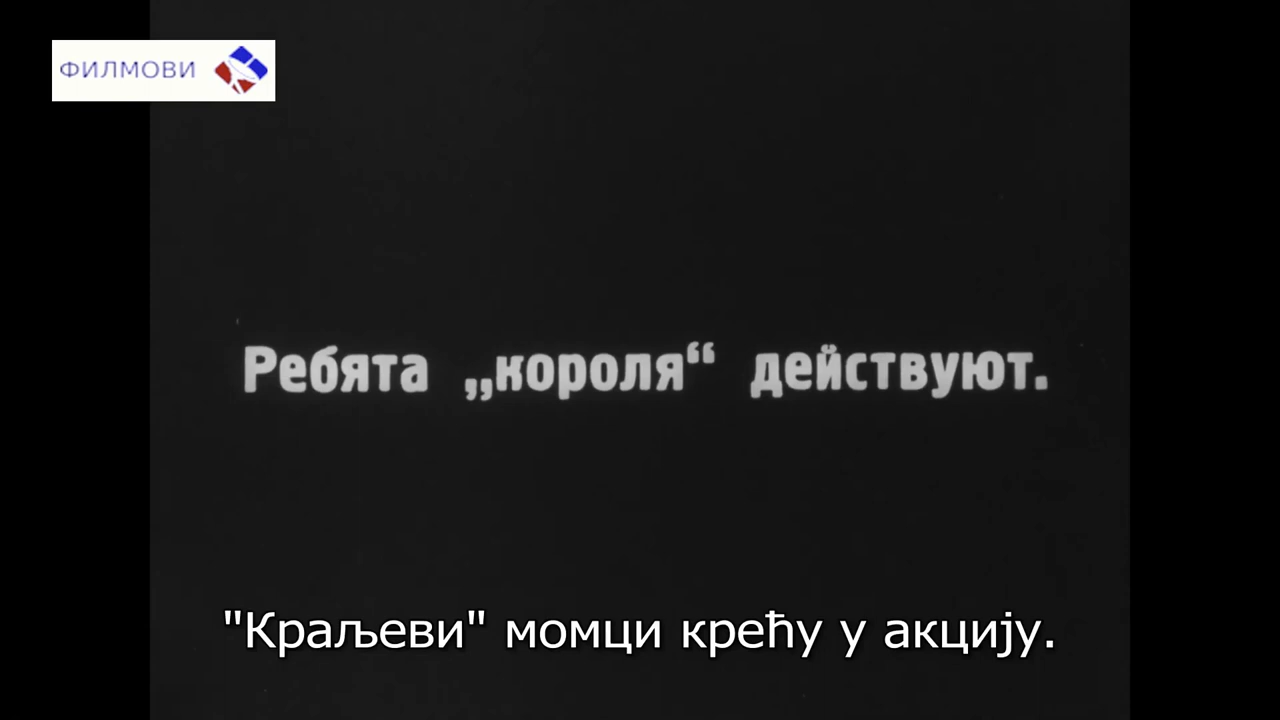 ФИЛМОВИ
Ребята „короля“ действуют.
"Краљеви" момци крећу у акцију.